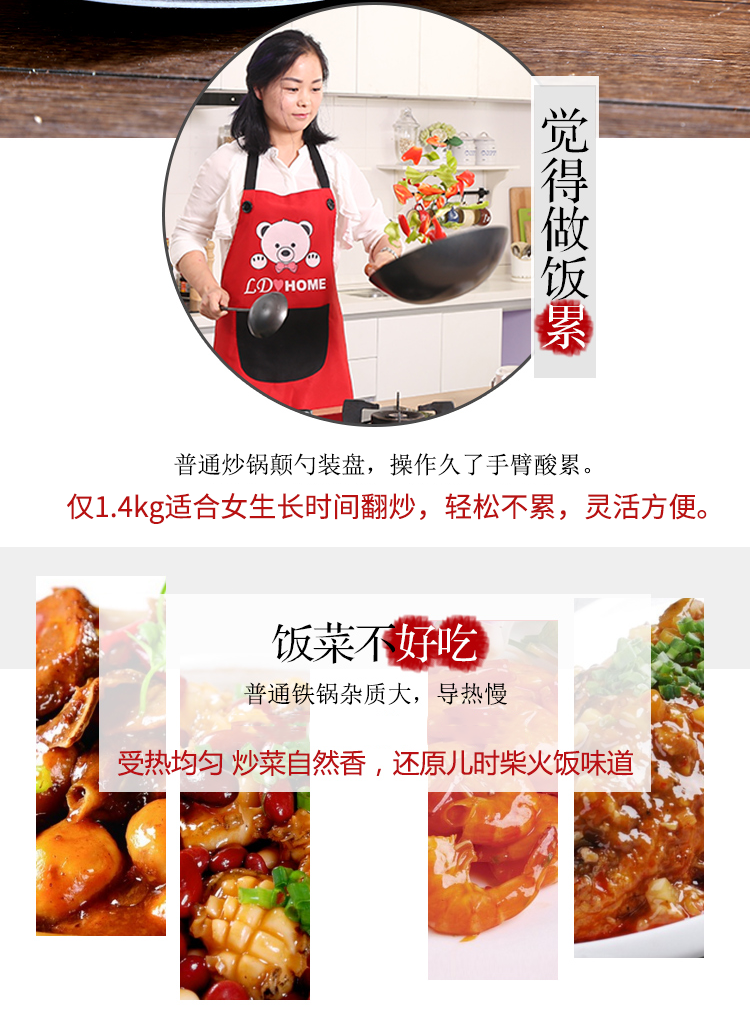 觉得做饭累
LD HOME
普通炒锅颠勺装盘，操作久了手臂酸累。
仅1.4kg适合女生长时间翻炒，轻松不累，灵活方便。
饭菜不好吃
普通铁锅杂质大，导热慢
受热均匀 炒菜自然香，还原儿时柴火饭味道